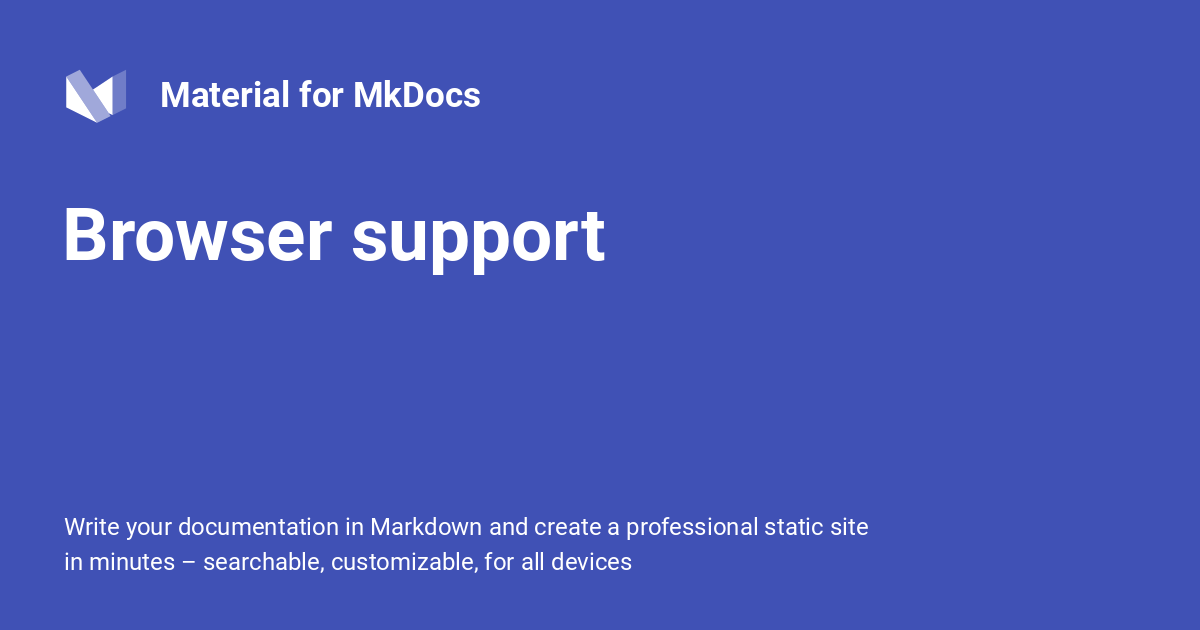 Material for MkDocs
Browser support
Write your documentation in Markdown and create a professional static site
in minutes – searchable, customizable, for all devices